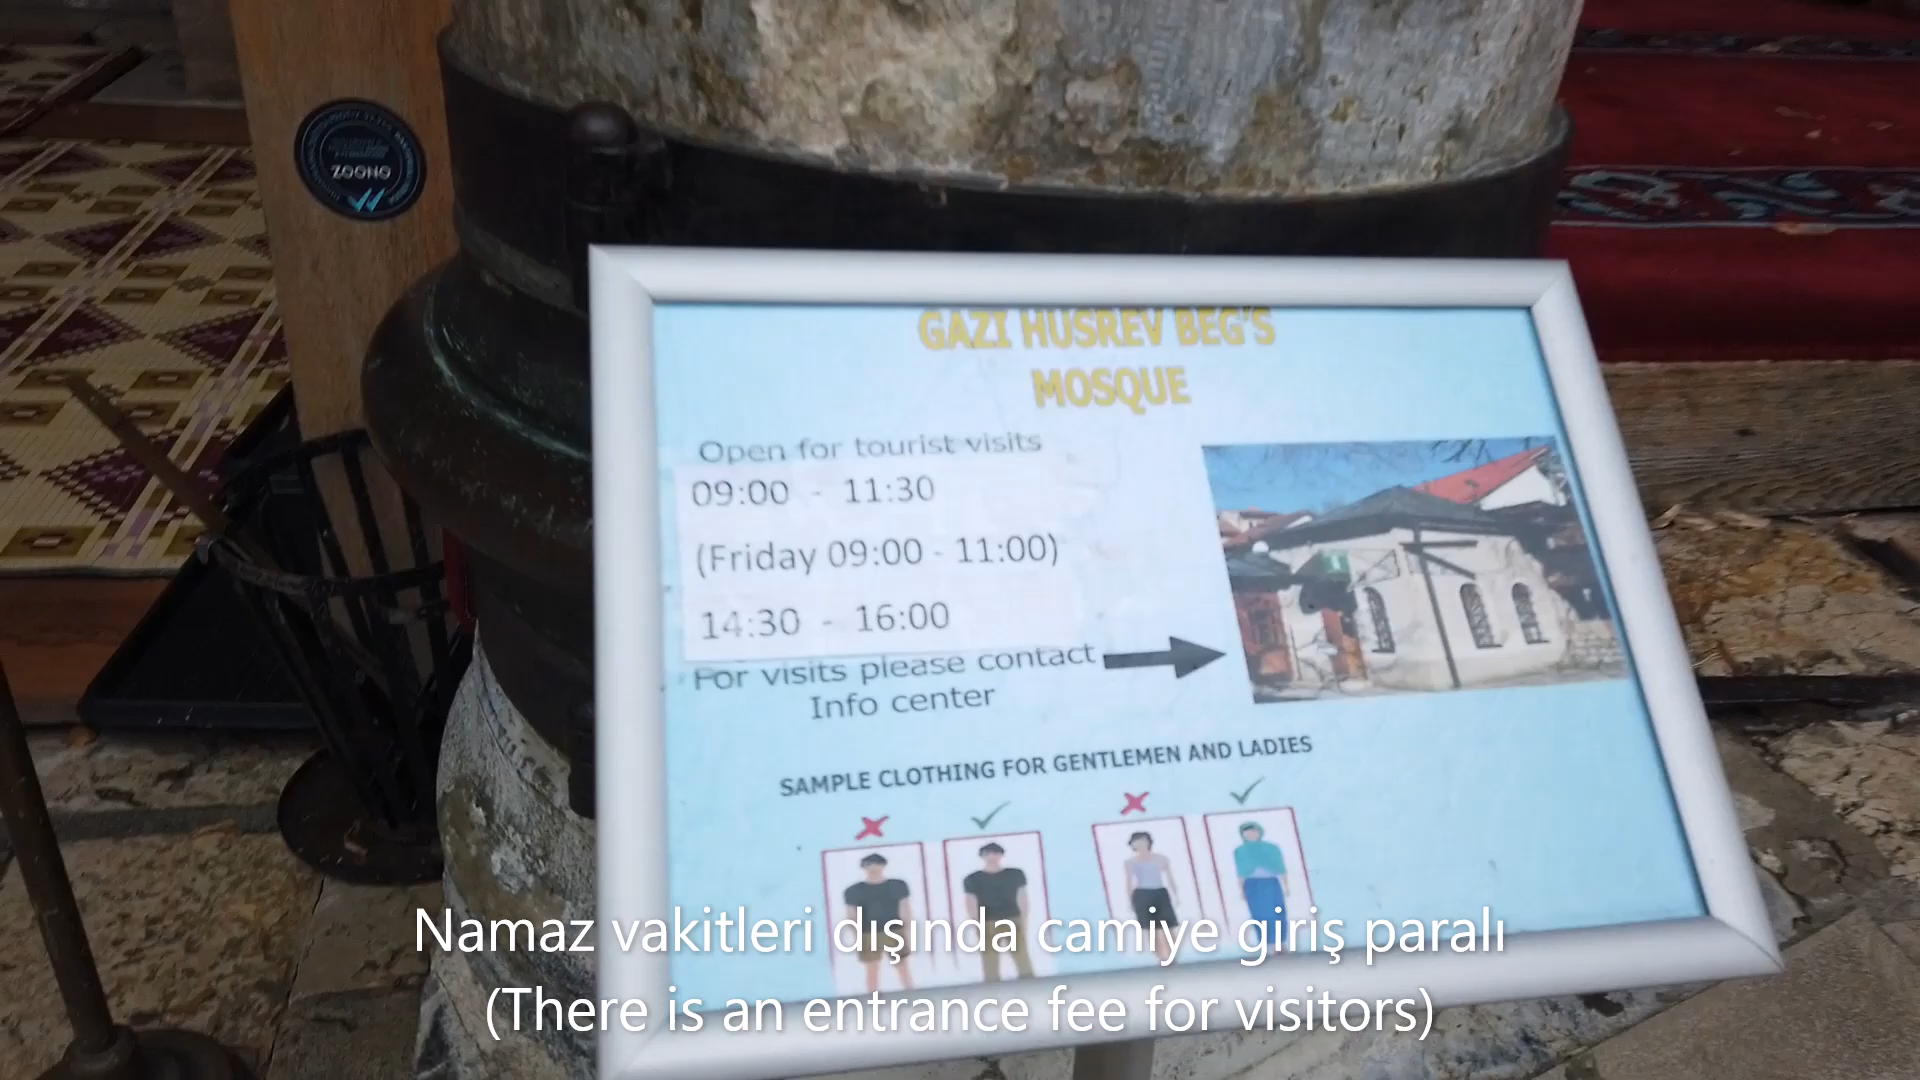 ZOONO
GAZI HUSREV BEG'S
MOSQUE
Open for tourist visits
09:00 - 11:30
(Friday 09:00 - 11:00)
14:30 - 16:00
For visits please contact
Info center
SAMPLE CLOTHING FOR GENTLEMEN AND LADIES
Namaz vakitleri dışında camiye giriş paralı
(There is an entrance fee for visitors)